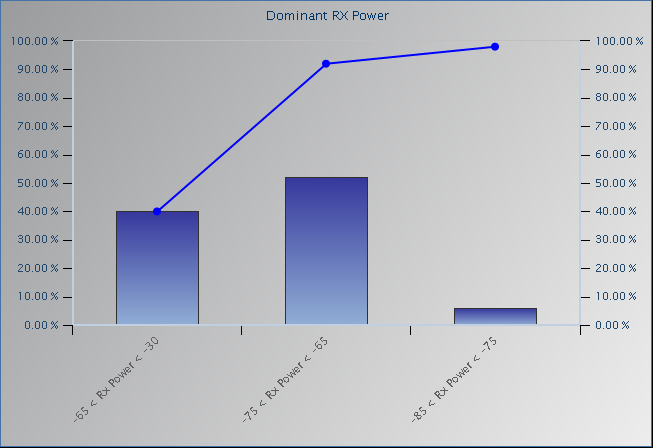 Dominant RX Power
100.00 % 100.00 %
90.00 % 90.00 %
80.00 % 80.00 %
70.00 % 70.00 %
60.00 % 60.00 %
50.00 % 50.00 %
40.00 % 40.00 %
30.00 % 30.00 %
20.00 % 20.00 %
10.00 % 10.00 %
0.00 % 0.00 %
-65 < Rx Power < -30
-75 < Rx Power < -65
-85 < Rx Power < -75